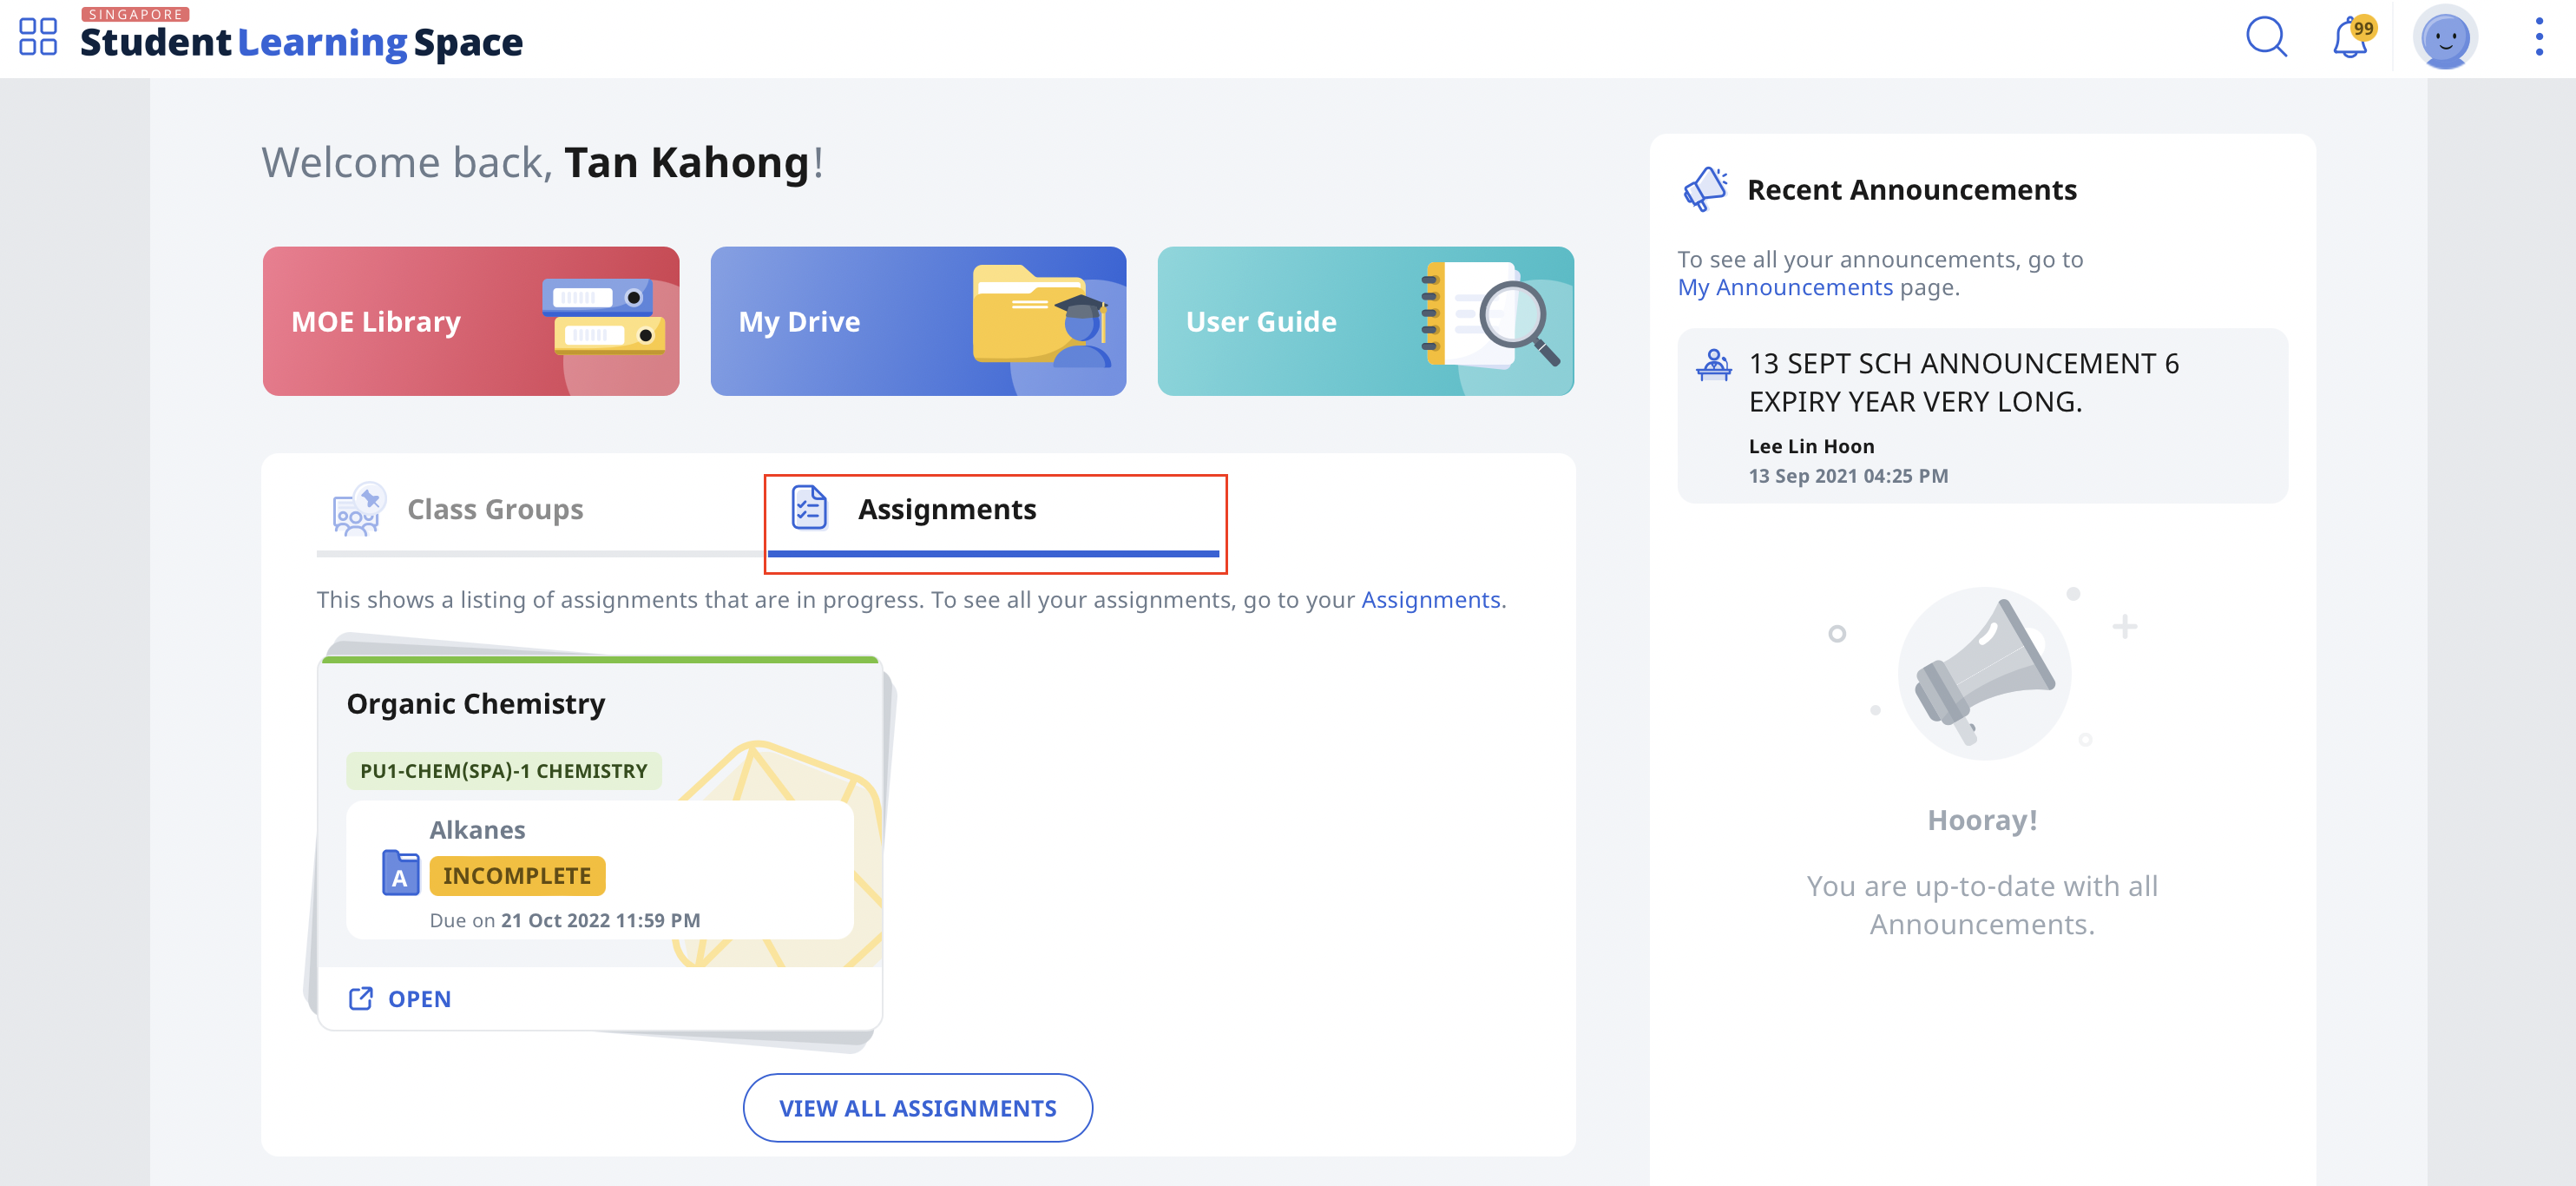 SINGAPORE
Student Learning Space
99
Welcome back, Tan Kahong!
MOE Library
My Drive
User Guide
Class Groups
Assignments
This shows a listing of assignments that are in progress. To see all your assignments, go to your Assignments.
Organic Chemistry
PU1-CHEM(SPA)-1 CHEMISTRY
Alkanes
A
INCOMPLETE
Due on 21 Oct 2022 11:59 PM
OPEN
VIEW ALL ASSIGNMENTS
Recent Announcements
To see all your announcements, go to
My Announcements page.
13 SEPT SCH ANNOUNCEMENT 6
EXPIRY YEAR VERY LONG.
Lee Lin Hoon
13 Sep 2021 04:25 PM
Hooray!
You are up-to-date with all
Announcements.